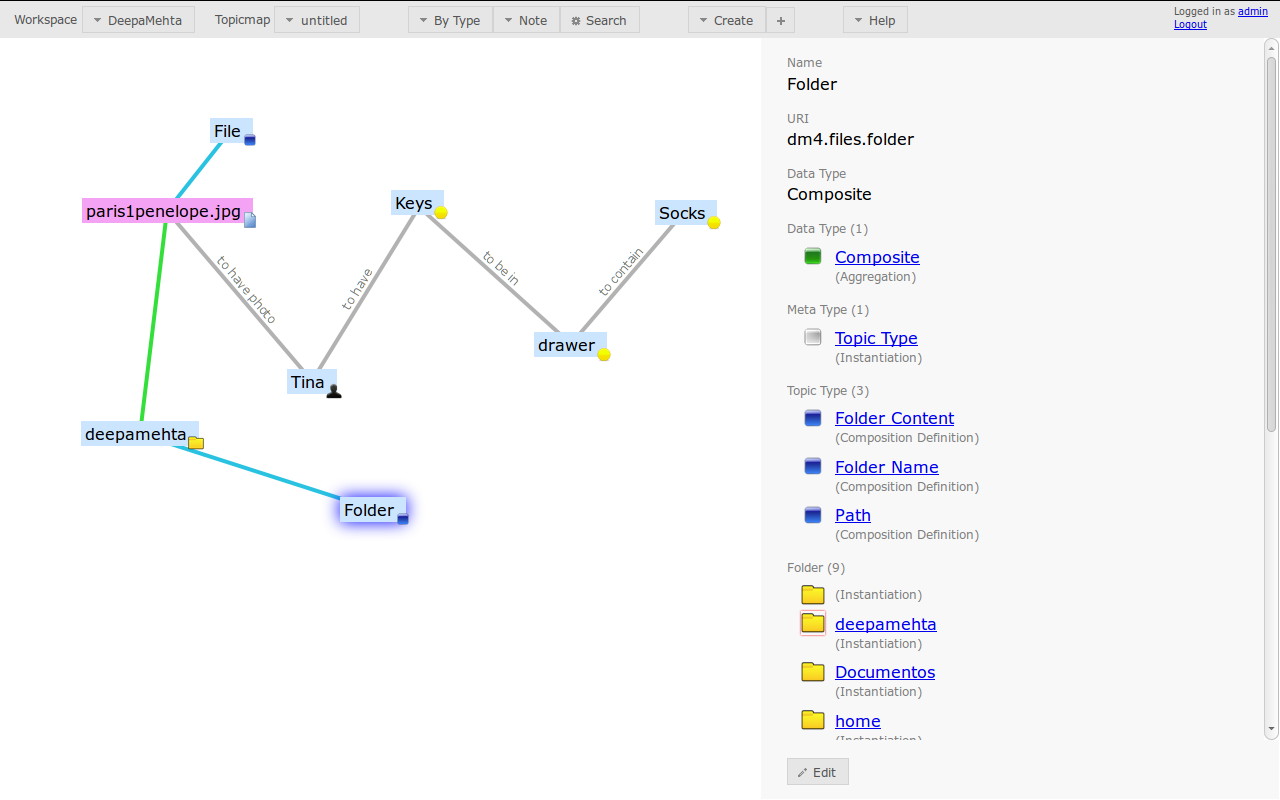 Workspace DeepaMehta Topicmap untitled By Type Note Search Create + Help Logged in as admin
Logout
File
paris1penelope.jpg
Keys
Socks
to have photo
to have
to be in
to contain
drawer
Tina
deepamehta
Folder
Name
Folder
URI
dm4.files.folder
Data Type
Composite
Data Type (1)
Composite
(Aggregation)
Meta Type (1)
Topic Type
(Instantiation)
Topic Type (3)
Folder Content
(Composition Definition)
Folder Name
(Composition Definition)
Path
(Composition Definition)
Folder (9)
(Instantiation)
deepamehta
(Instantiation)
Documentos
(Instantiation)
home
(Instantiation)
Edit